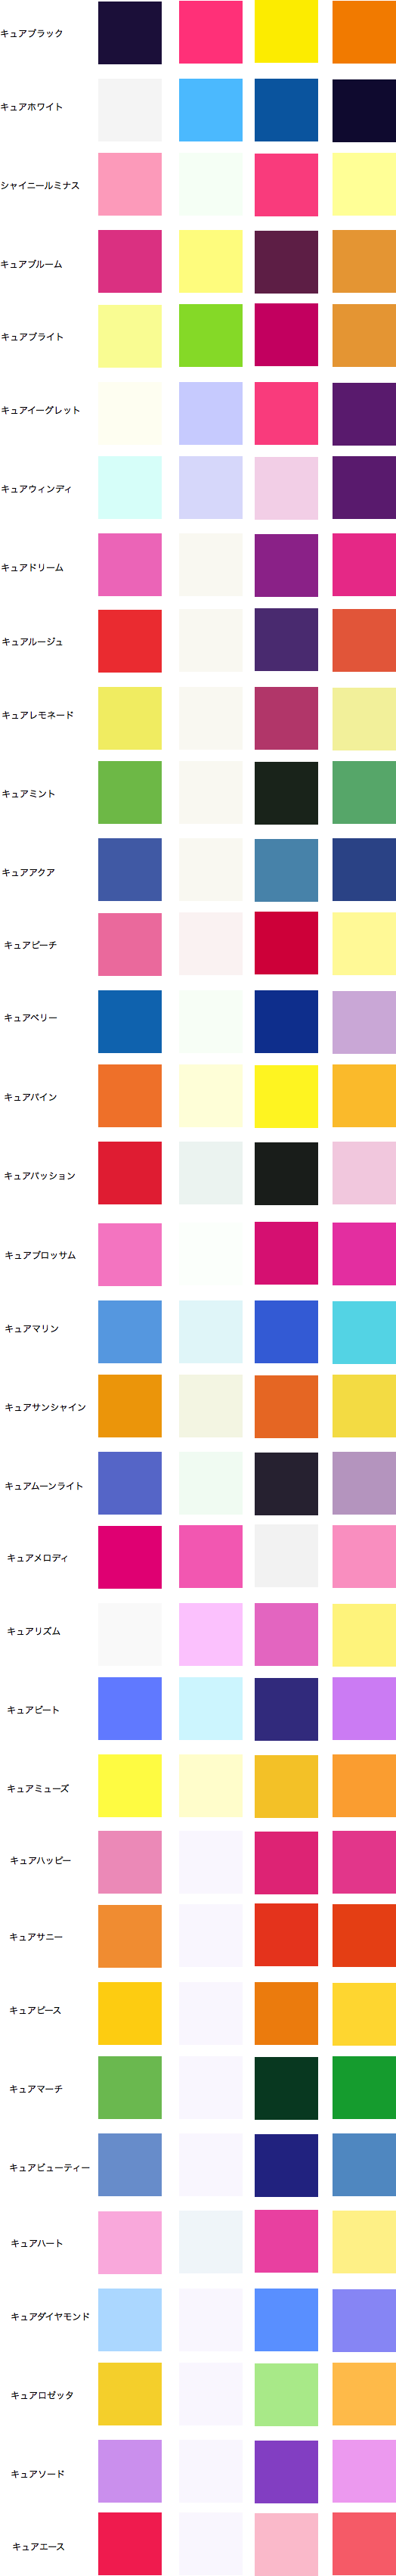 キュアブラック
キュアホワイト
シャイニールミナス
キュアブルーム
キュアブライト
キュアイーグレット
キュアウィンディ
キュアドリーム
キュアルージュ
キュアレモネード
キュアミント
キュアアクア
キュアピーチ
キュアベリー
キュアパイン
キュアパッション
キュアブロッサム
キュアマリン
キュアサンシャイン
キュアムーンライト
キュアメロディ
キュアリズム
キュアビート
キュアミューズ
キュアハッピー
キュアサニー
キュアピース
キュアマーチ
キュアビューティー
キュアハート
キュアダイヤモンド
キュアロゼッタ
キュアソード
キュアエース